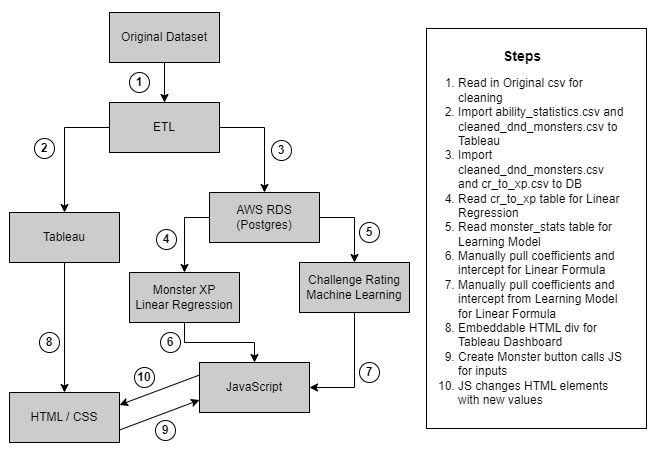 Original Dataset
1
ETL
2
3
AWS RDS
(Postgres)
Tableau
4
5
Monster XP
Linear Regression
Challenge Rating
Machine Learning
8
6
7
10
JavaScript
HTML / CSS
9
Steps
1. Read in Original csv for
cleaning
2. Import ability_statistics.csv and
cleaned_dnd_monsters.csv to
Tableau
3. Import
cleaned_dnd_monsters.csv
and cr_to_xp.csv to DB
4. Read cr_to_xp table for Linear
Regression
5. Read monster_stats table for
Learning Model
6. Manually pull coefficients and
intercept for Linear Formula
7. Manually pull coefficients and
intercept from Learning Model
for Linear Formula
8. Embeddable HTML div for
Tableau Dashboard
9. Create Monster button calls JS
for inputs
10. JS changes HTML elements
with new values